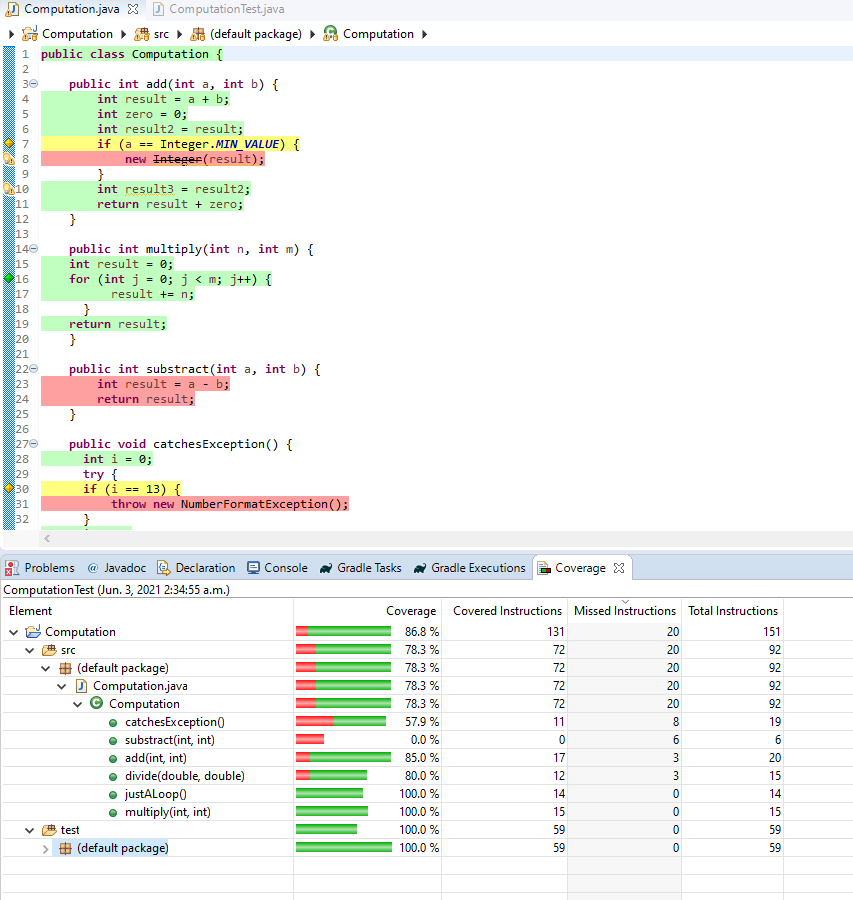 Computation.java ComputationTest.java
Computation src (default package) Computation
1 public class Computation {
2
3 public int add(int a, int b) {
4 int result = a + b;
5 int zero = 0;
6 int result2 = result;
7 if (a == Integer.MIN_VALUE) {
8 new Integer(result);
9 }
10 int result3 = result2;
11 return result + zero;
12 }
13
14 public int multiply(int n, int m) {
15 int result = 0;
16 for (int j = 0; j < m; j++) {
17 result += n;
18 }
19 return result;
20 }
21
22 public int substract(int a, int b) {
23 int result = a - b;
24 return result;
25 }
26
27 public void catchesException() {
28 int i = 0;
29 try {
30 if (i == 13) {
31 throw new NumberFormatException();
32 }
Problems @ Javadoc Declaration Console Gradle Tasks Gradle Executions Coverage
ComputationTest (Jun. 3, 2021 2:34:55 a.m.)
Element Coverage Covered Instructions Missed Instructions Total Instructions
Computation 86.8 % 131 20 151
src 78.3 % 72 20 92
(default package) 78.3 % 72 20 92
Computation.java 78.3 % 72 20 92
Computation 78.3 % 72 20 92
catchesException() 57.9 % 11 8 19
substract(int, int) 0.0 % 0 6 6
add(int, int) 85.0 % 17 3 20
divide(double, double) 80.0 % 12 3 15
justALoop() 100.0 % 14 0 14
multiply(int, int) 100.0 % 15 0 15
test 100.0 % 59 0 59
(default package) 100.0 % 59 0 59